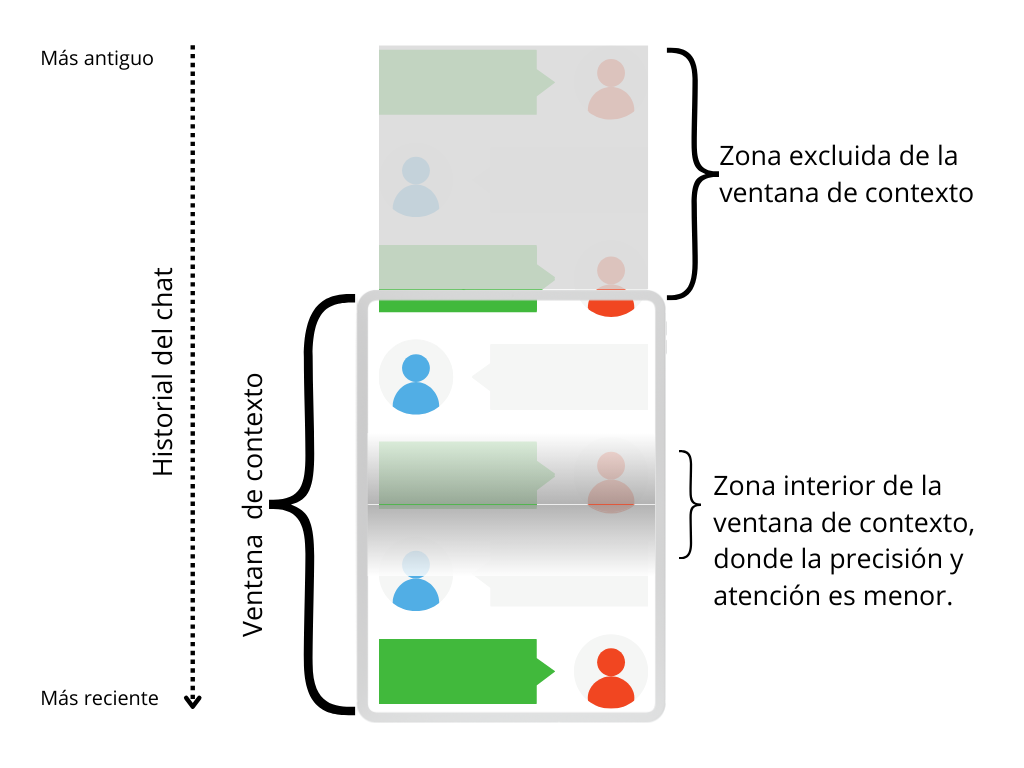 Más antiguo
Zona excluida de la
ventana de contexto
Historial del chat
Ventana de contexto
Zona interior de la
ventana de contexto,
donde la precisión y
atención es menor.
Más reciente